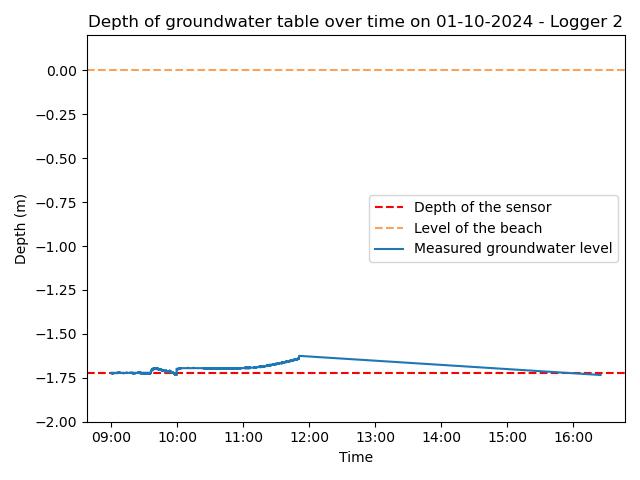 Depth of groundwater table over time on 01-10-2024 - Logger 2
0.00
−0.25
−0.50
−0.75
−1.00
−1.25
−1.50
−1.75
−2.00
Depth (m)
Depth of the sensor
Level of the beach
Measured groundwater level
09:00 10:00 11:00 12:00 13:00 14:00 15:00 16:00
Time